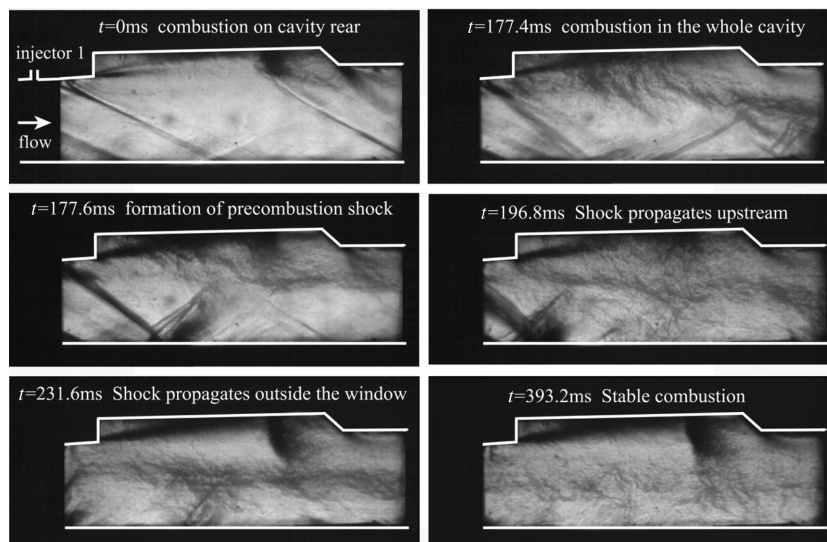 t=0ms combustion on cavity rear
injector 1
flow
t=177.4ms combustion in the whole cavity
t=177.6ms formation of precombustion shock
t=196.8ms Shock propagates upstream
t=231.6ms Shock propagates outside the window
t=393.2ms Stable combustion